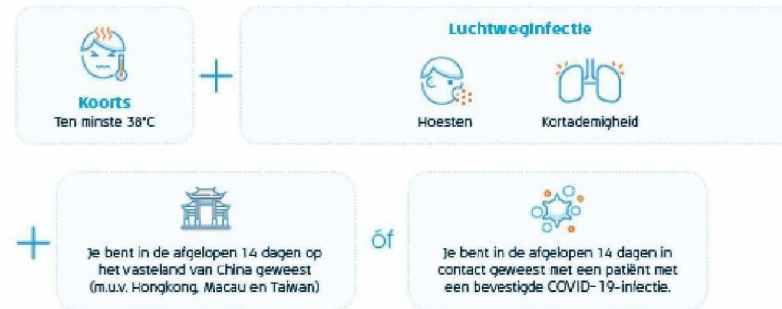 Koorts
Ten minste 38°C
Luchtweginfectie
Hoesten
Kortademigheid
Je bent in de afgelopen 14 dagen op
het vasteland van China geweest
(m.u.v. Hongkong, Macau en Taiwan)
óf
Je bent in de afgelopen 14 dagen in
contact geweest met een patiënt met
een bevestigde COVID-19-infectie.